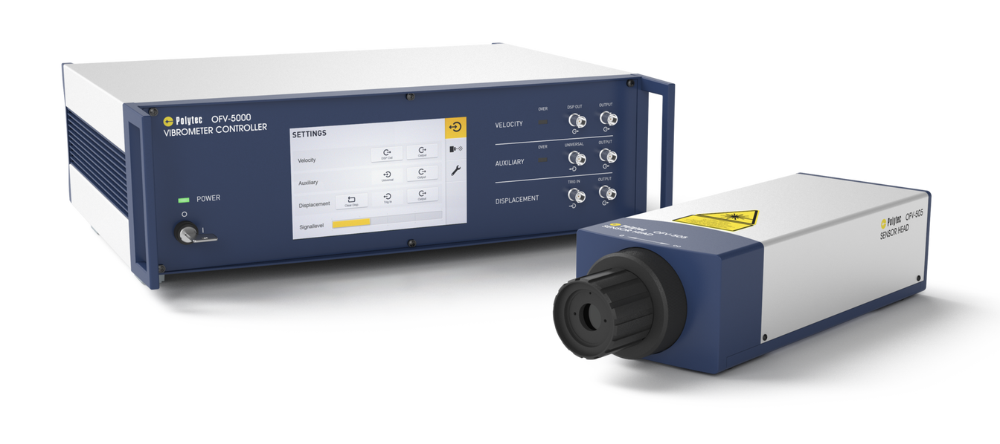 Polytec OFV-5000
VIBROMETER CONTROLLER
POWER
O
I
SETTINGS
Velocity
DSP Out
Output
Auxiliary
Universal
Output
Displacement
Clear Disp
Trig In
Output
Signallevel
VELOCITY
OVER
DSP OUT
OUTPUT
AUXILIARY
OVER
UNIVERSAL
OUTPUT
DISPLACEMENT
TRIG IN
OUTPUT
Polytec OFV-505
SENSOR HEAD
Polytec OFV-505
SENSOR HEAD